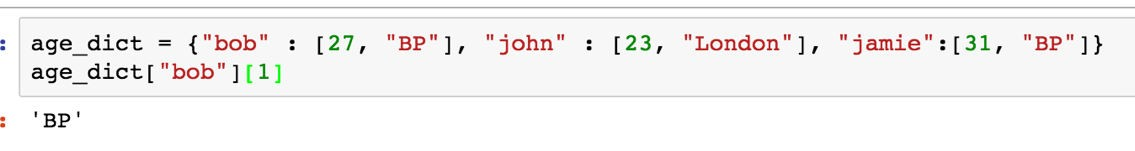 : age_dict = {"bob" : [27, "BP"], "john" : [23, "London"], "jamie":[31, "BP"]}
age_dict["bob"][1]
: 'BP'